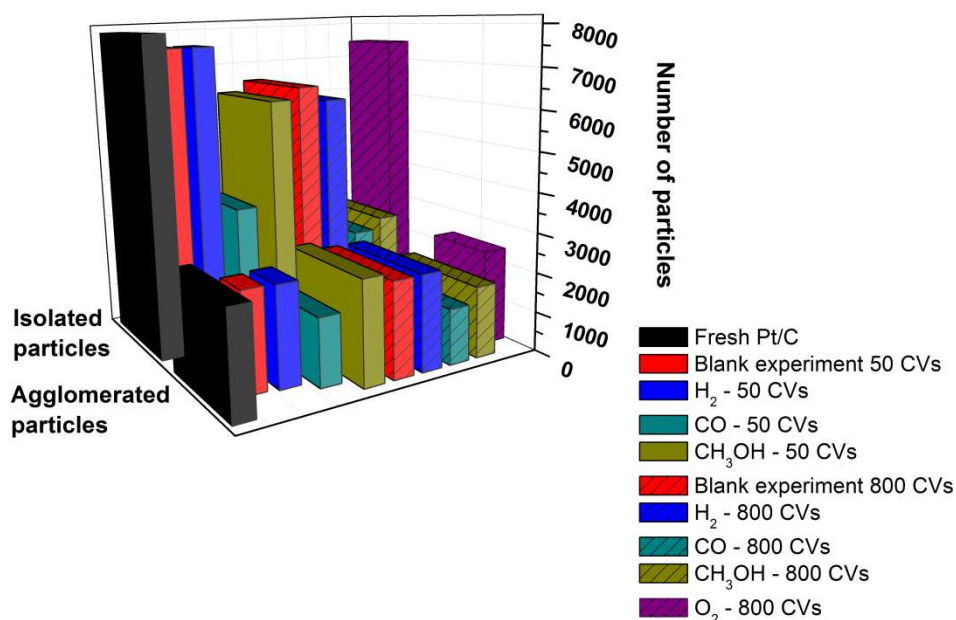 8000
7000
6000
5000
4000
3000
2000
1000
0
Number of particles
Isolated
particles
Agglomerated
particles
Fresh Pt/C
Blank experiment 50 CVs
H₂ - 50 CVs
CO - 50 CVs
CH₃OH - 50 CVs
Blank experiment 800 CVs
H₂ - 800 CVs
CO - 800 CVs
CH₃OH - 800 CVs
O₂ - 800 CVs